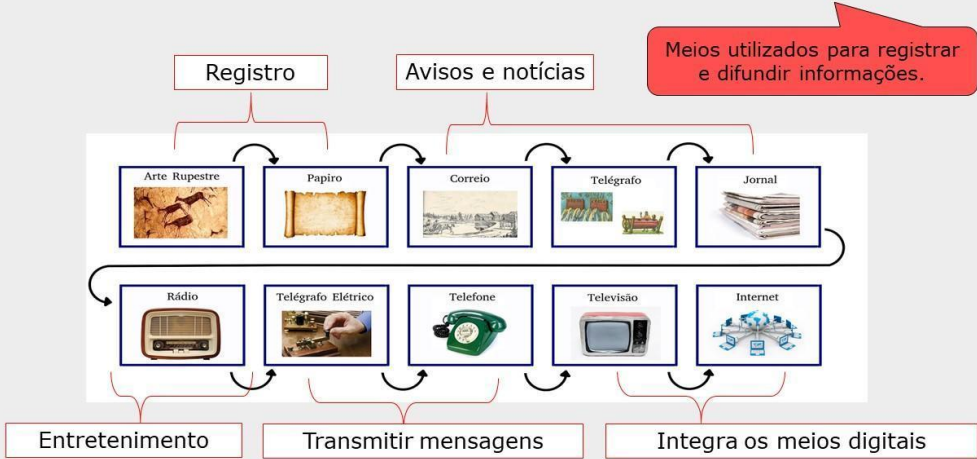 Meios utilizados para registrar
e difundir informações.
Registro
Avisos e notícias
Arte Rupestre
Papiro
Correio
Telégrafo
Jornal
Rádio
Telégrafo Elétrico
Telefone
Televisão
Internet
Entretenimento
Transmitir mensagens
Integra os meios digitais